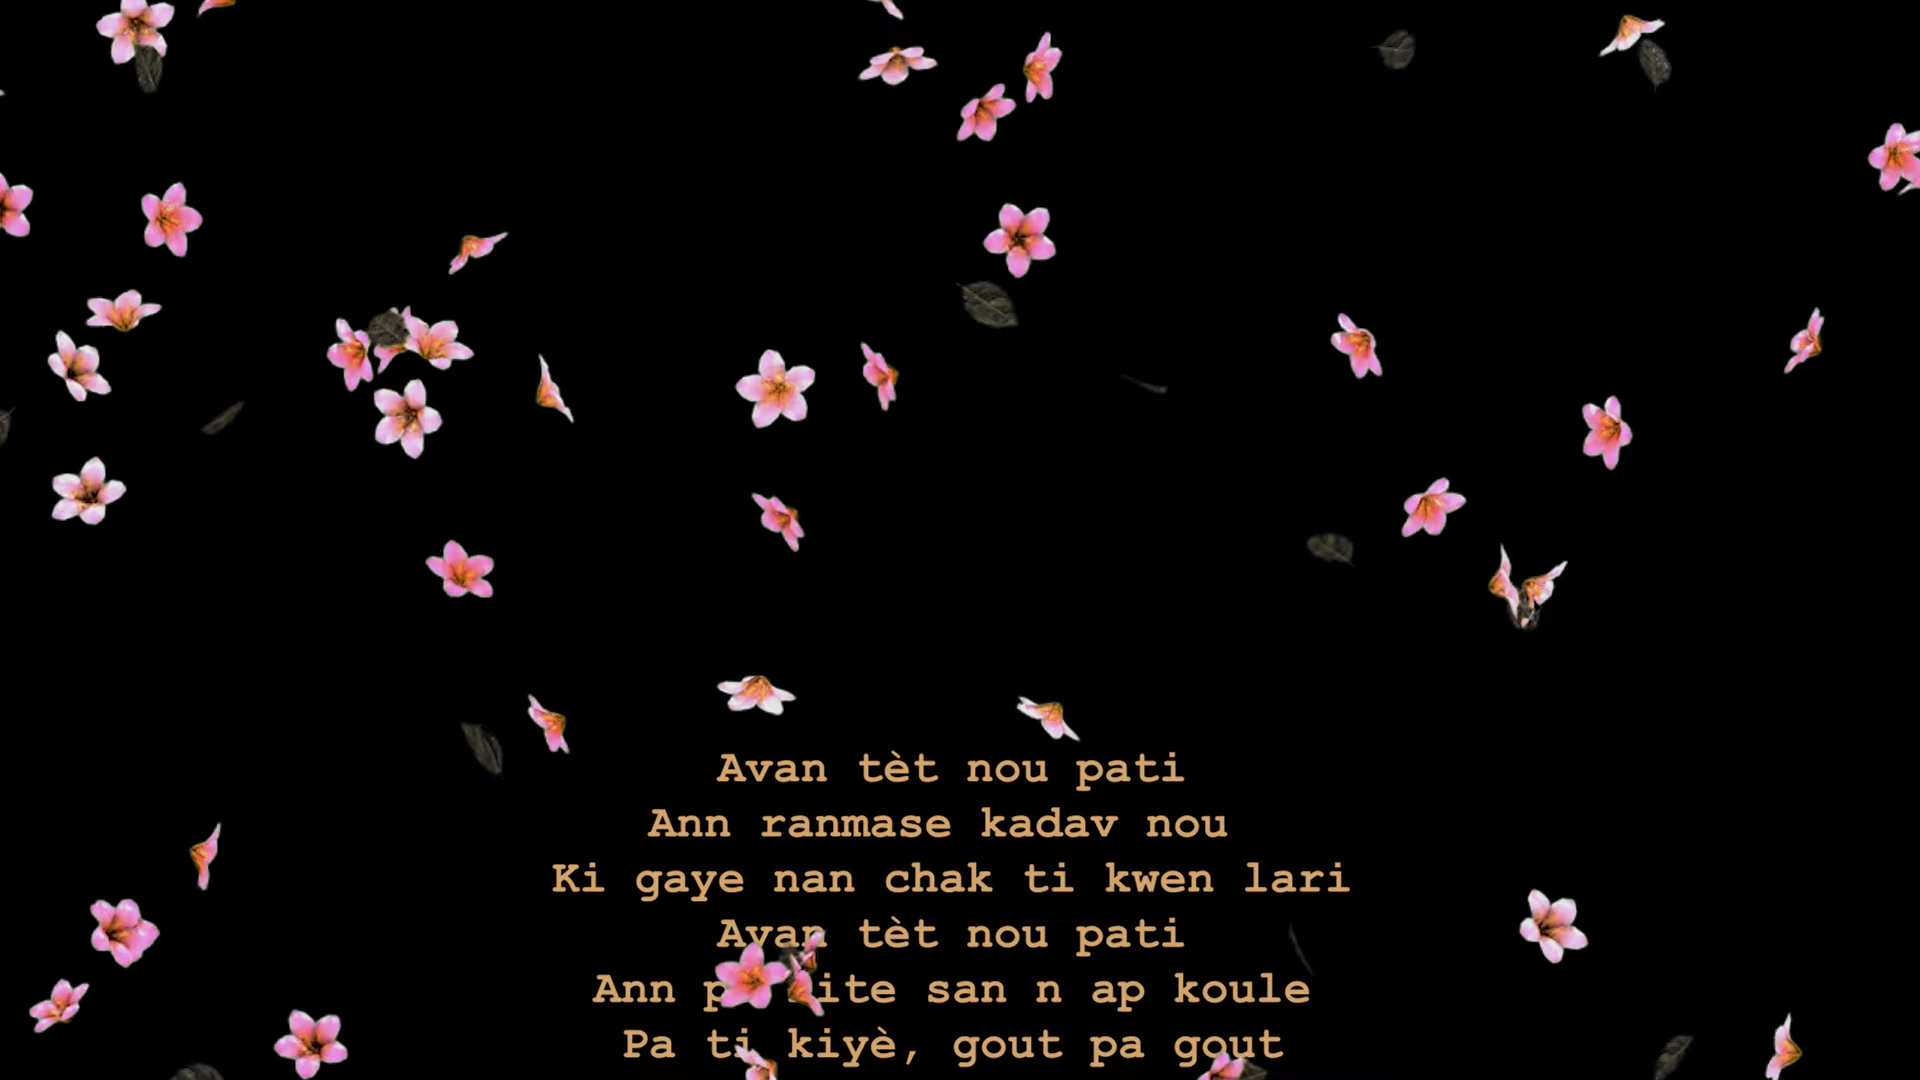 Avan tèt nou pati
Ann ranmase kadav nou
Ki gaye nan chak ti kwen lari
Avan tèt nou pati
Ann san n ap koule
Pa ti kiyè, gout pa gout